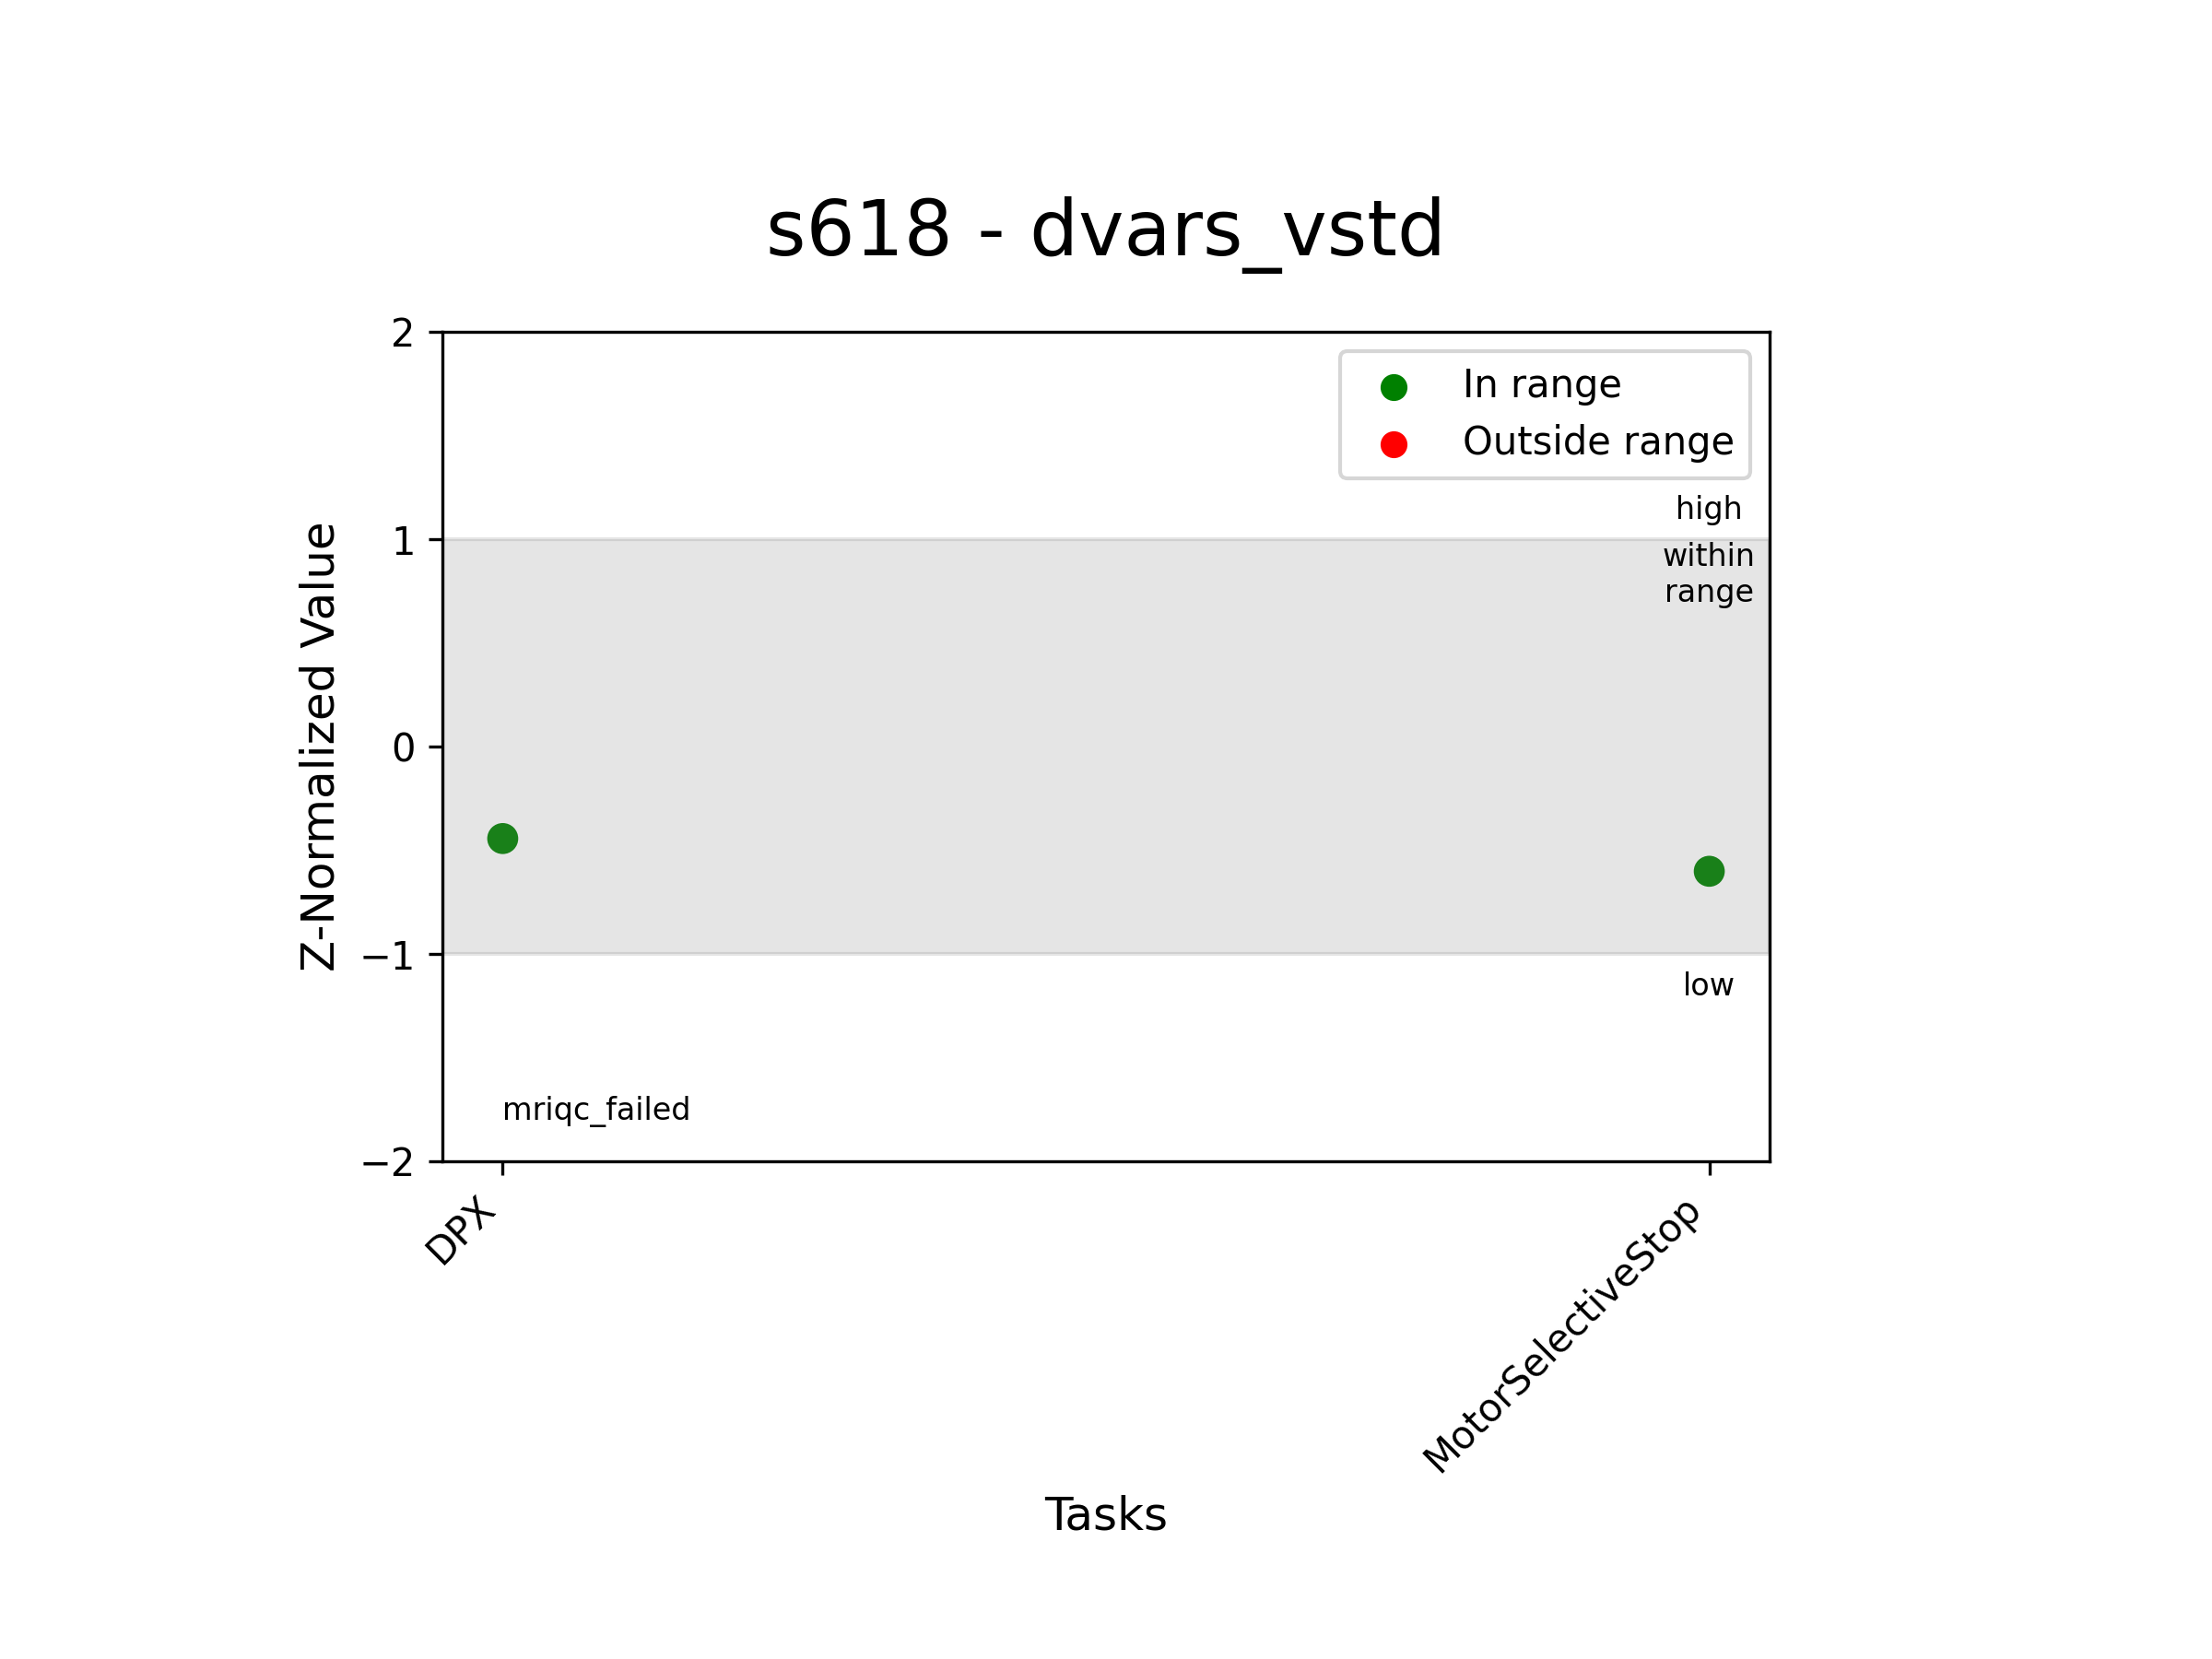 s618 - dvars_vstd
2
In range
Outside range
high
1
within
range
Z-Normalized Value
0
−1
low
mriqc_failed
−2
DPX
MotorSelectiveStop
Tasks